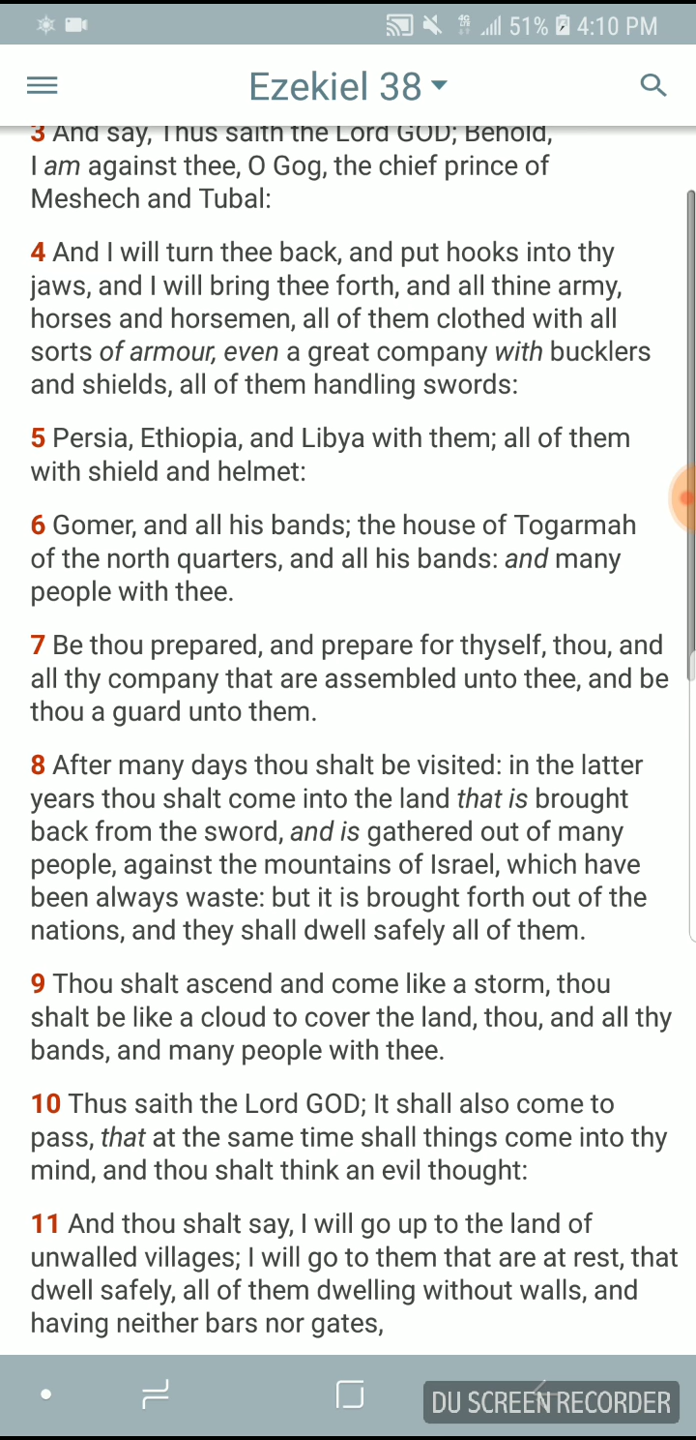 51% 4:10 PM
Ezekiel 38
3 And say, Thus saith the Lord GOD; Behold,
I am against thee, O Gog, the chief prince of
Meshech and Tubal:
4 And I will turn thee back, and put hooks into thy
jaws, and I will bring thee forth, and all thine army,
horses and horsemen, all of them clothed with all
sorts of armour, even a great company with bucklers
and shields, all of them handling swords:
5 Persia, Ethiopia, and Libya with them; all of them
with shield and helmet:
6 Gomer, and all his bands; the house of Togarmah
of the north quarters, and all his bands: and many
people with thee.
7 Be thou prepared, and prepare for thyself, thou, and
all thy company that are assembled unto thee, and be
thou a guard unto them.
8 After many days thou shalt be visited: in the latter
years thou shalt come into the land that is brought
back from the sword, and is gathered out of many
people, against the mountains of Israel, which have
been always waste: but it is brought forth out of the
nations, and they shall dwell safely all of them.
9 Thou shalt ascend and come like a storm, thou
shalt be like a cloud to cover the land, thou, and all thy
bands, and many people with thee.
10 Thus saith the Lord GOD; It shall also come to
pass, that at the same time shall things come into thy
mind, and thou shalt think an evil thought:
11 And thou shalt say, I will go up to the land of
unwalled villages; I will go to them that are at rest, that
dwell safely, all of them dwelling without walls, and
having neither bars nor gates,
DU SCREEN RECORDER